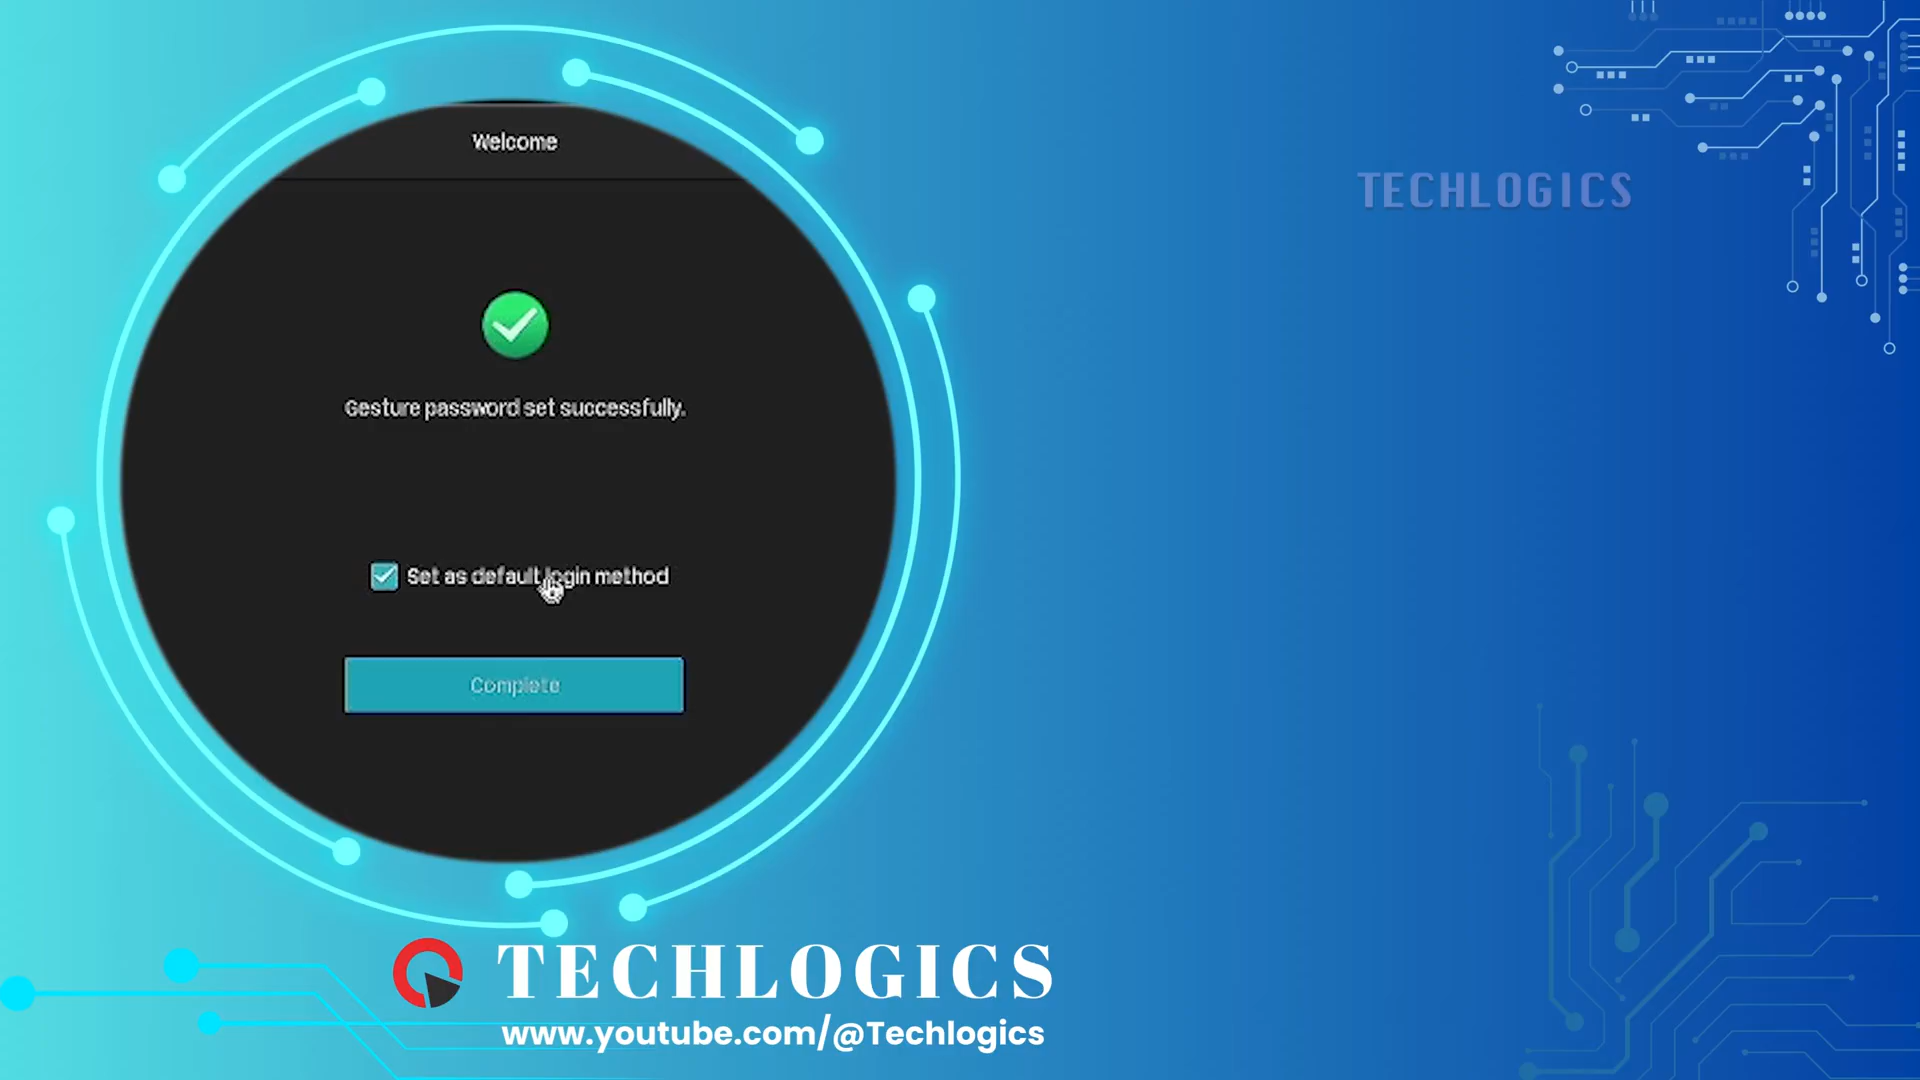 Welcome
TECHLOGICS
Gesture password set successfully.
Set as default login method
Complete
TECHLOGICS
www.youtube.com/@Techlogics